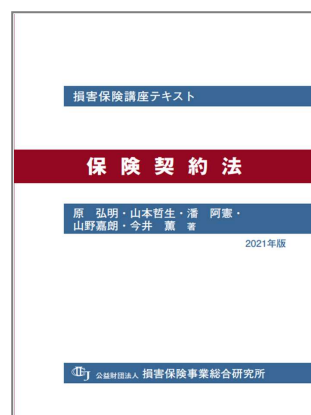 損害保険講座テキスト
保険契約法
原 弘明・山本哲生・潘 阿憲・
山野嘉朗・今井 薫 著
2021年版
公益財団法人 損害保険事業総合研究所